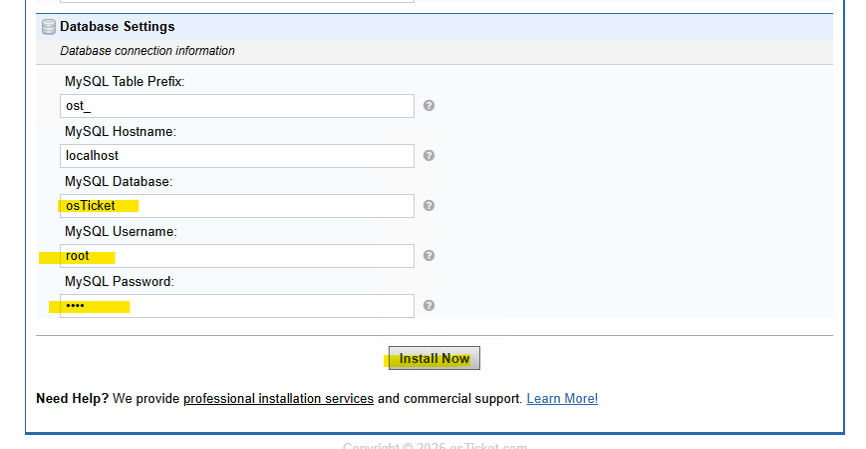 Database Settings
Database connection information
MySQL Table Prefix:
ost_
MySQL Hostname:
localhost
MySQL Database:
osTicket
MySQL Username:
root
MySQL Password:
••••
Install Now
Need Help? We provide professional installation services and commercial support. Learn More!
Copyright © 2025 osTicket.com